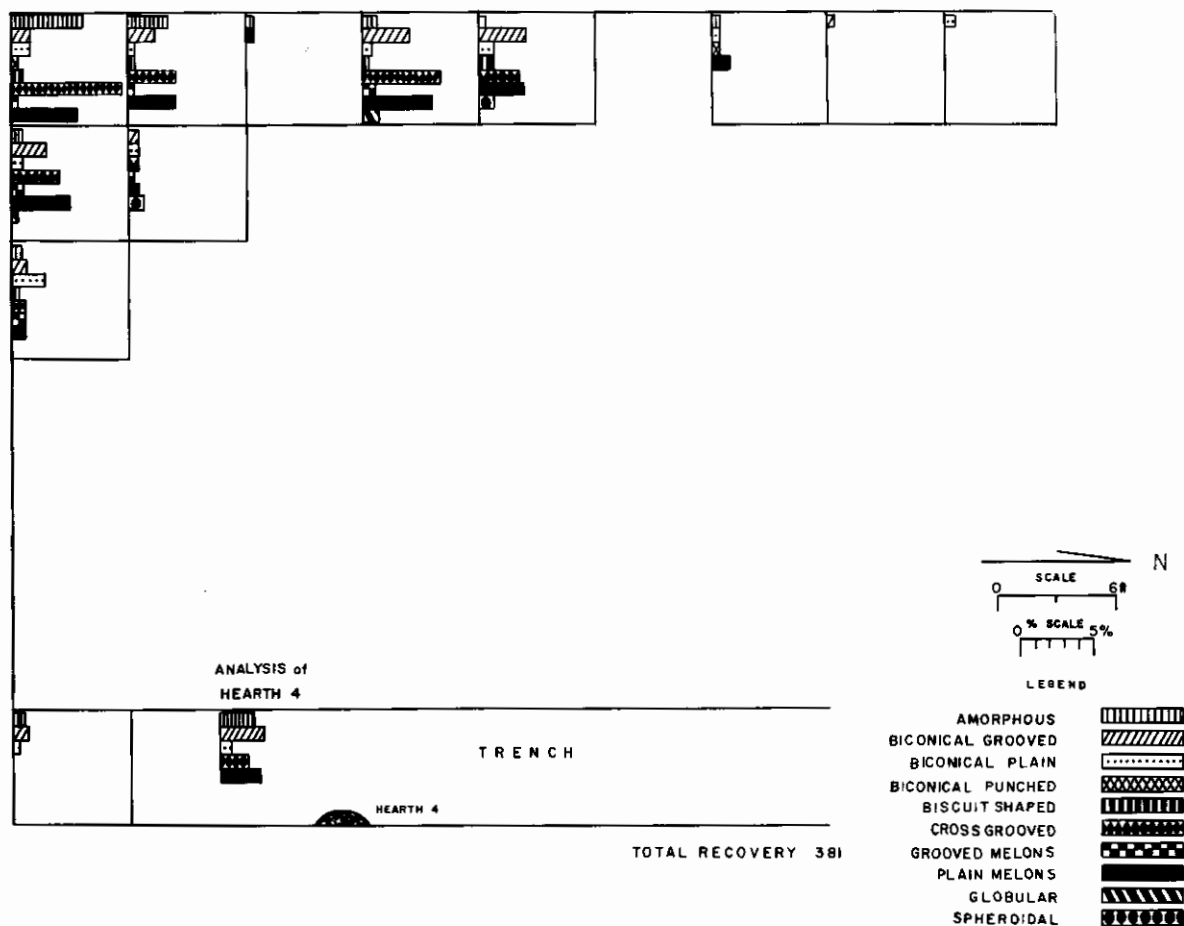 N
SCALE
0 6ft
0 % SCALE 5%
LEGEND
ANALYSIS of
HEARTH 4
TRENCH
HEARTH 4
TOTAL RECOVERY 381
AMORPHOUS
BICONICAL GROOVED
BICONICAL PLAIN
BICONICAL PUNCHED
BISCUIT SHAPED
CROSS GROOVED
GROOVED MELONS
PLAIN MELONS
GLOBULAR
SPHEROIDAL